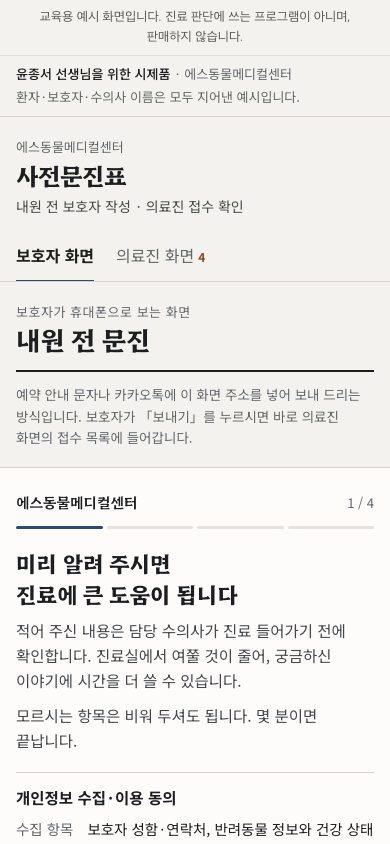 교육용 예시 화면입니다. 진료 판단에 쓰는 프로그램이 아니며,
판매하지 않습니다.
윤종서 선생님을 위한 시제품 · 에스동물메디컬센터
환자·보호자·수의사 이름은 모두 지어낸 예시입니다.
에스동물메디컬센터
사전문진표
내원 전 보호자 작성 · 의료진 접수 확인
보호자 화면 의료진 화면 4
보호자가 휴대폰으로 보는 화면
내원 전 문진
예약 안내 문자나 카카오톡에 이 화면 주소를 넣어 보내 드리는
방식입니다. 보호자가 「보내기」를 누르시면 바로 의료진
화면의 접수 목록에 들어갑니다.
에스동물메디컬센터 1 / 4
미리 알려 주시면
진료에 큰 도움이 됩니다
적어 주신 내용은 담당 수의사가 진료 들어가기 전에
확인합니다. 진료실에서 여쭐 것이 줄어, 궁금하신
이야기에 시간을 더 쓸 수 있습니다.
모르시는 항목은 비워 두셔도 됩니다. 몇 분이면
끝납니다.
개인정보 수집·이용 동의
수집 항목 보호자 성함·연락처, 반려동물 정보와 건강 상태